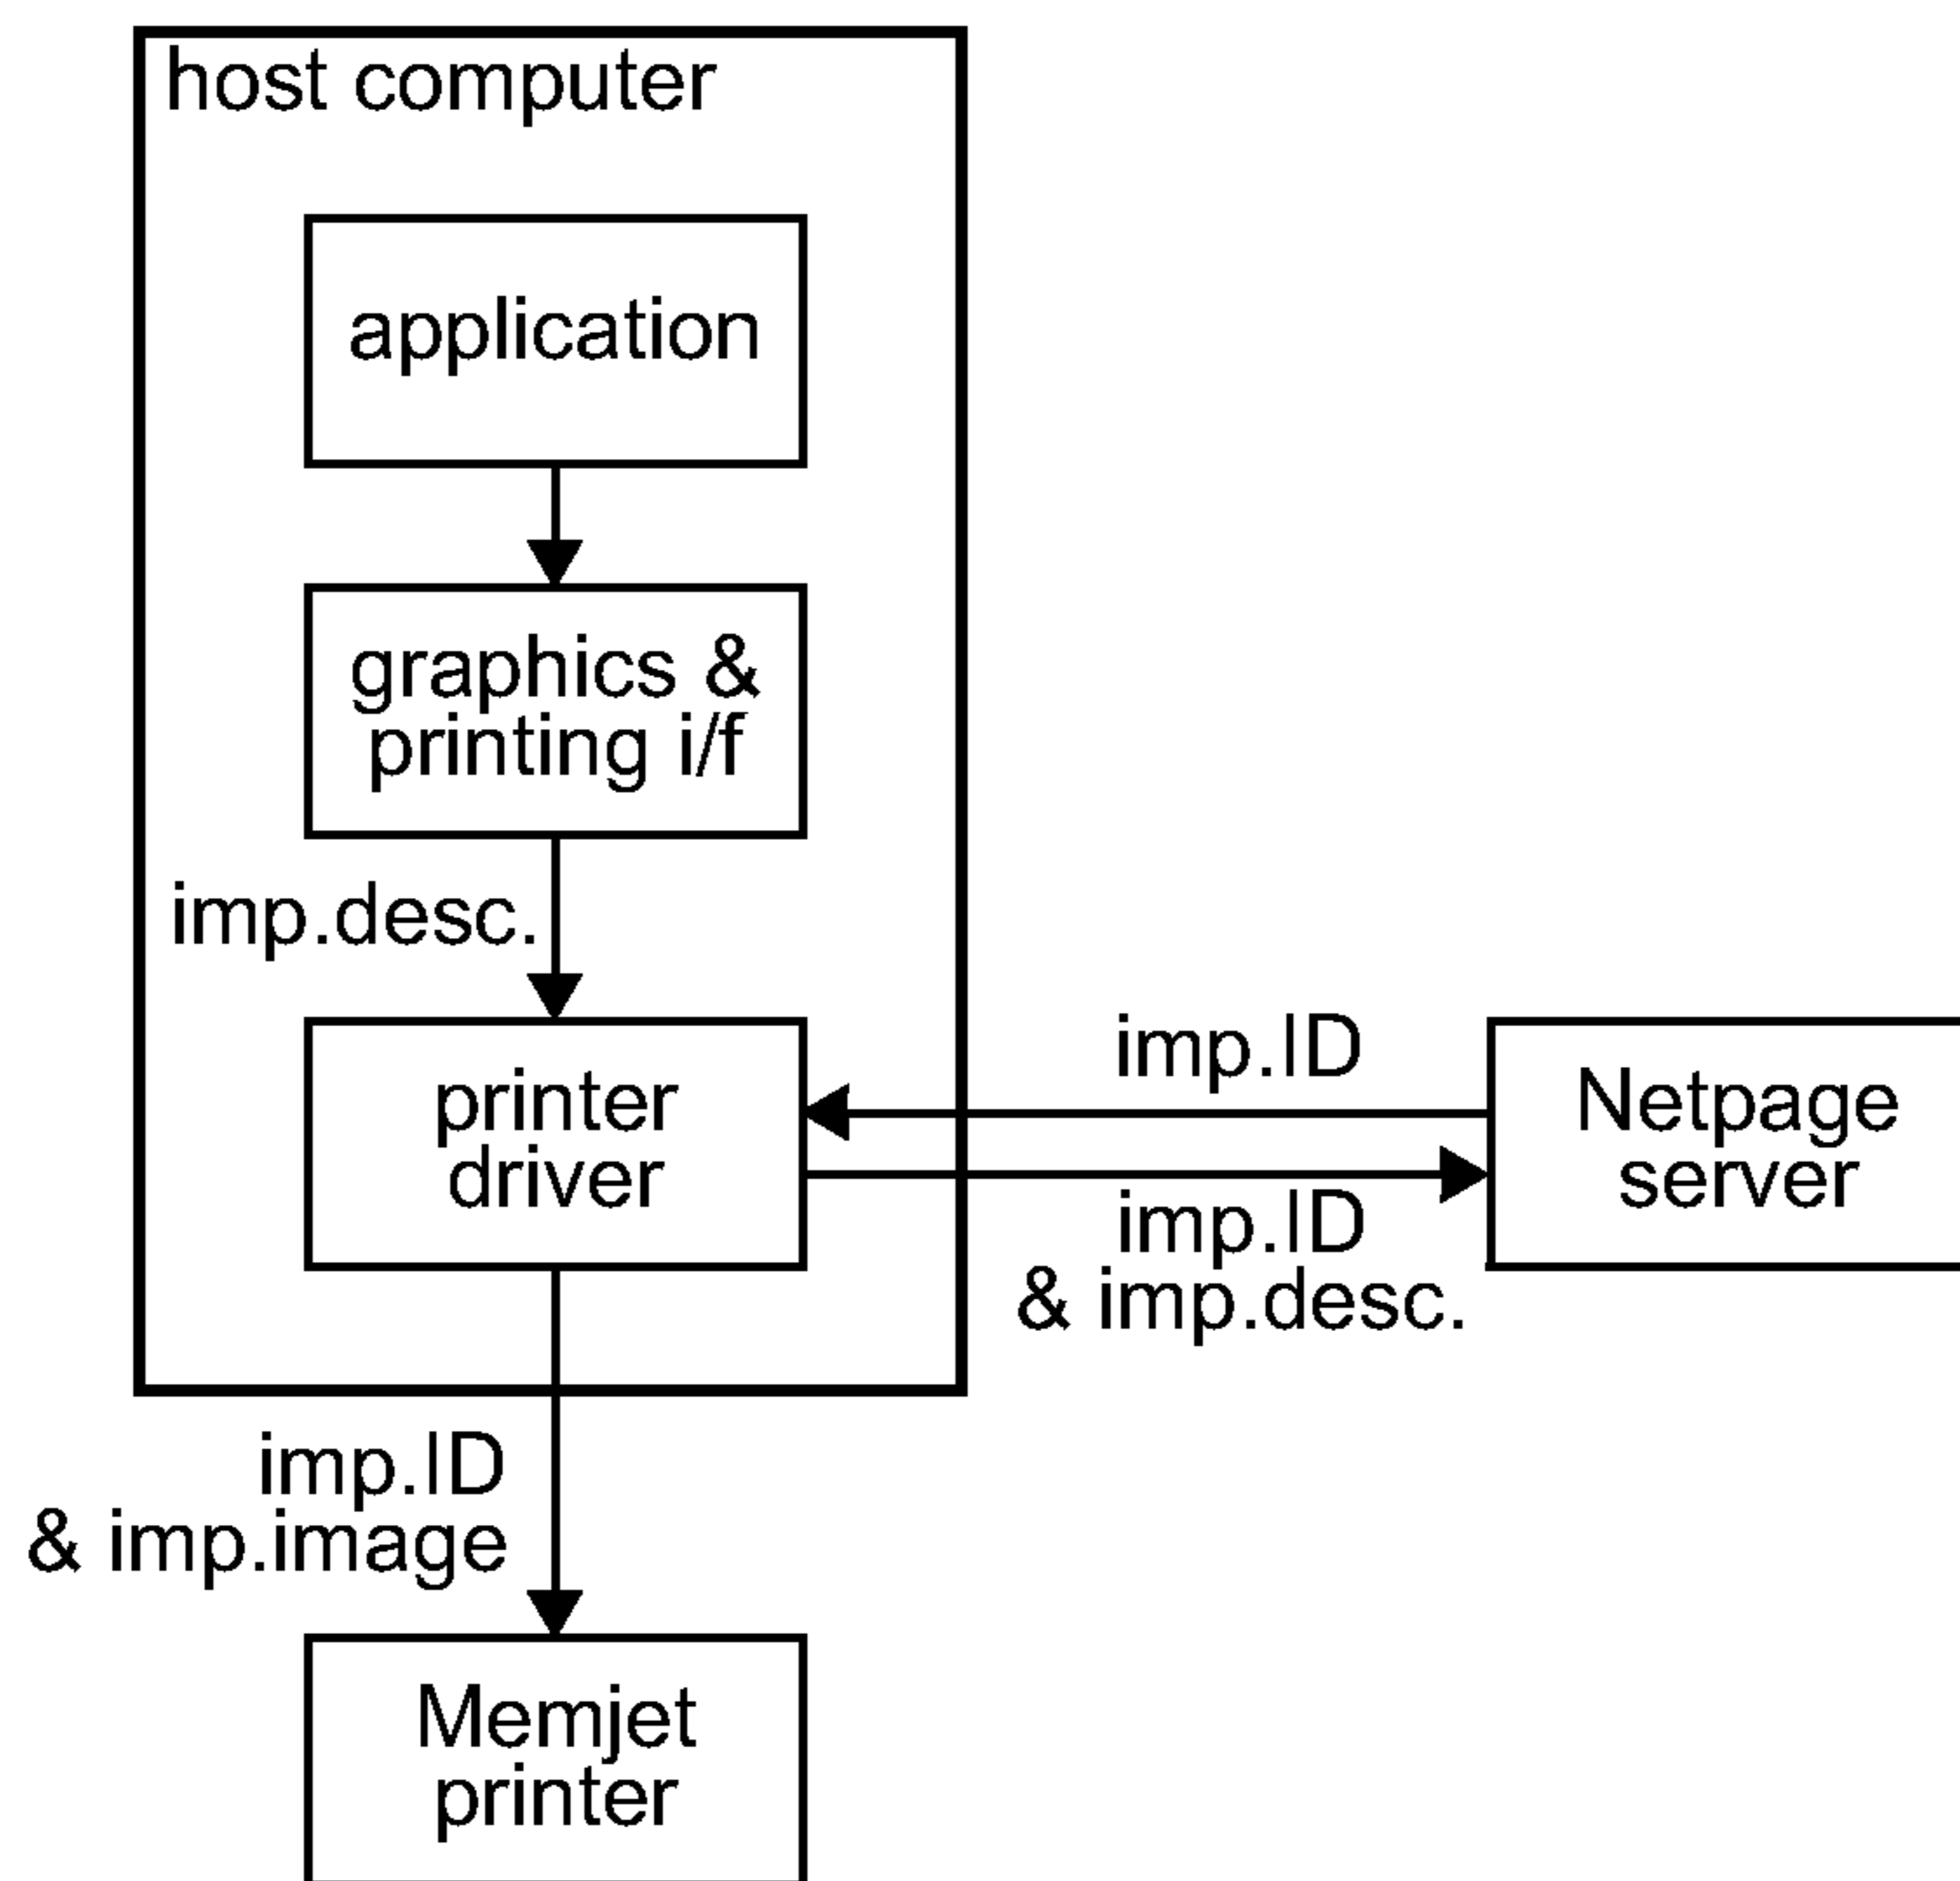 host computer
application
graphics &
printing i/f
imp.desc.
printer
driver
imp.ID
Netpage
server
imp.ID
& imp.desc.
imp.ID
& imp.image
Memjet
printer